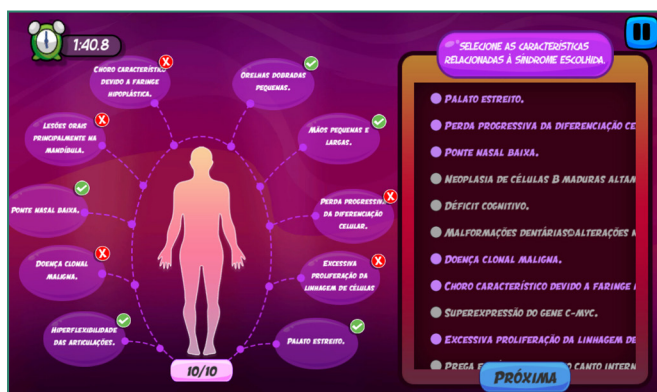 1:40.8
SELECIONE AS CARACTERÍSTICAS
RELACIONADAS À SÍNDROME ESCOLHIDA.
CHORO CARACTERÍSTICO
DEVIDO A FARINGE
HIPOPLÁSTICA.
ORELHAS DOBRADAS
PEQUENAS.
LESÕES ORAIS
PRINCIPALMENTE NA
MANDÍBULA.
MÃOS PEQUENAS E
LARGAS.
PONTE NASAL BAIXA.
PERDA PROGRESSIVA
DA DIFERENCIAÇÃO
CELULAR.
DOENÇA CLONAL
MALIGNA.
EXCESSIVA
PROLIFERAÇÃO DA
LINHAGEM DE CÉLULAS
HIPERFLEXIBILIDADE
DAS ARTICULAÇÕES.
PALATO ESTREITO.
10/10
PALATO ESTREITO.
PERDA PROGRESSIVA DA DIFERENCIAÇÃO CE
PONTE NASAL BAIXA.
NEOPLASIA DE CÉLULAS B MADURAS ALTAM
DÉFICIT COGNITIVO.
MALFORMAÇÕES DENTÁRIAS ALTERAÇÕES
DOENÇA CLONAL MALIGNA.
CHORO CARACTERÍSTICO DEVIDO A FARINGE
SUPEREXPRESSÃO DO GENE C-MYC.
EXCESSIVA PROLIFERAÇÃO DA LINHAGEM DE
PREGA CANTO INTERN
PRÓXIMA